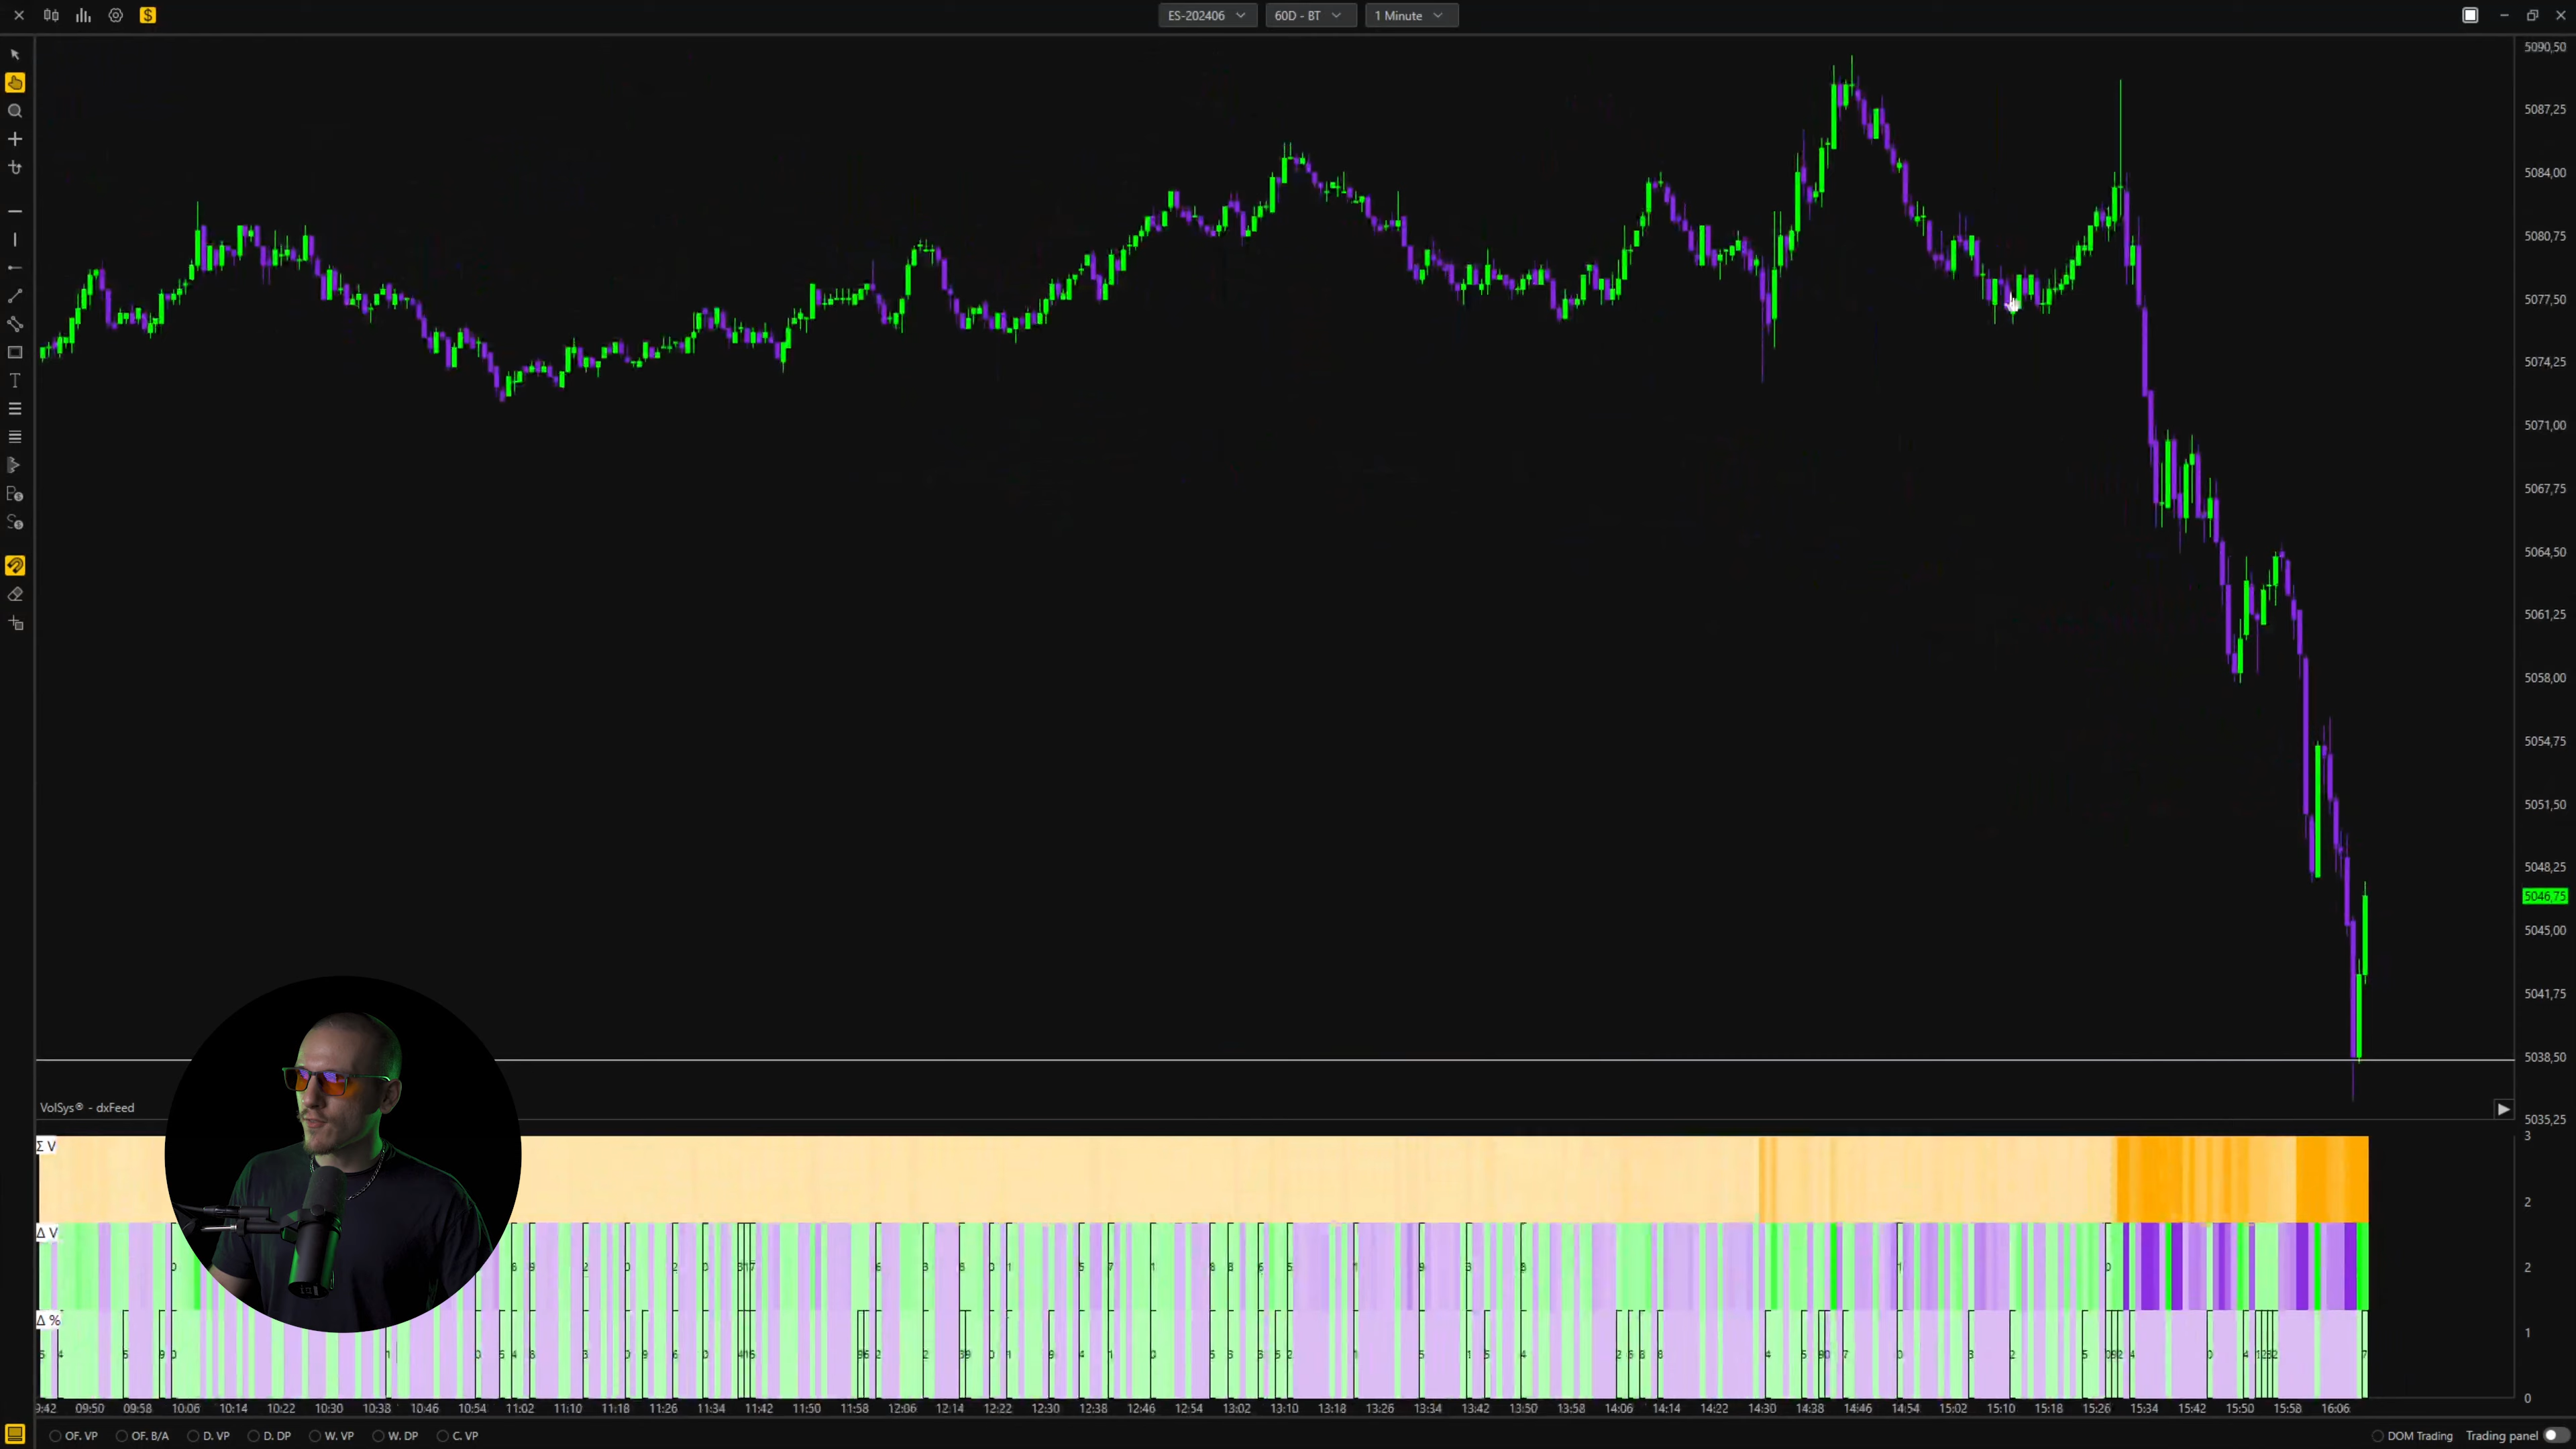 $
ES-202406
60D - BT
1 Minute
5090,50
5087,25
5084,00
5080,75
5077,50
5074,25
5071,00
5067,75
5064,50
5061,25
5058,00
5054,75
5051,50
5048,25
5046,75
5045,00
5041,75
5038,50
5035,25
VolSys® - dxFeed
Σ V
Δ V
Δ %
3
2
2
1
0
9:42 09:50 09:58 10:06 10:14 10:22 10:30 10:38 10:46 10:54 11:02 11:10 11:18 11:26 11:34 11:42 11:50 11:58 12:06 12:14 12:22 12:30 12:38 12:46 12:54 13:02 13:10 13:18 13:26 13:34 13:42 13:50 13:58 14:06 14:14 14:22 14:30 14:38 14:46 14:54 15:02 15:10 15:18 15:26 15:34 15:42 15:50 15:58 16:06
OF. VP OF. B/A D. VP D. DP W. VP W. DP C. VP
DOM Trading Trading panel